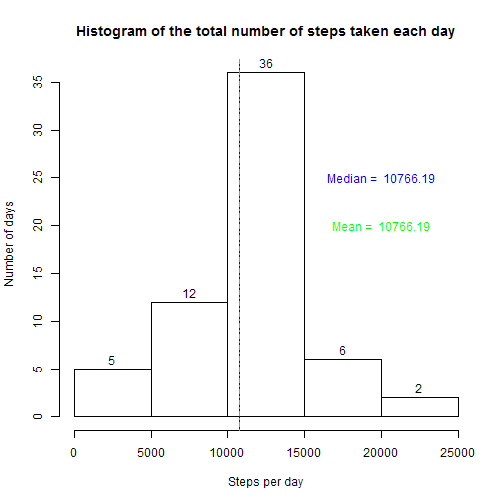 Histogram of the total number of steps taken each day
Number of days
35
30
25
20
15
10
5
0
36
12
5
6
2
Median =  10766.19
Mean =  10766.19
0 5000 10000 15000 20000 25000
Steps per day